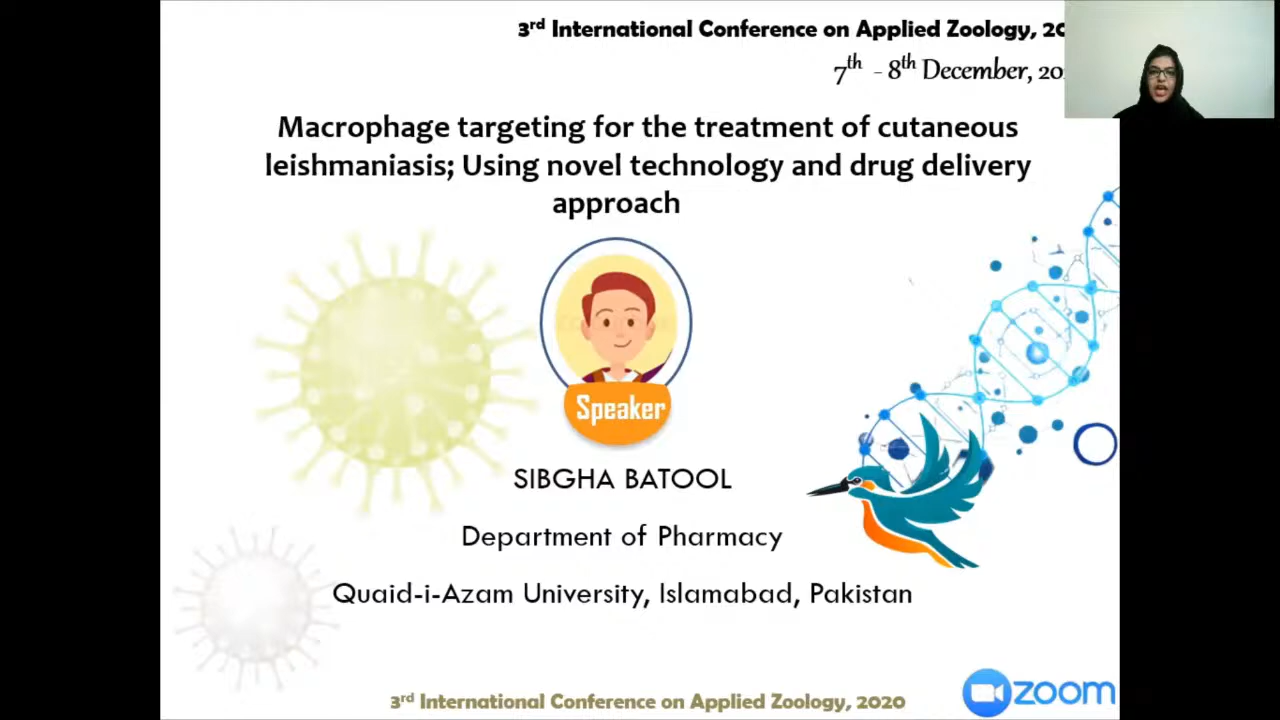 3rd International Conference on Applied Zoology, 20
7th - 8th December, 20
Macrophage targeting for the treatment of cutaneous
leishmaniasis; Using novel technology and drug delivery
approach
Speaker
SIBGHA BATOOL
Department of Pharmacy
Quaid-i-Azam University, Islamabad, Pakistan
3rd International Conference on Applied Zoology, 2020
zoom